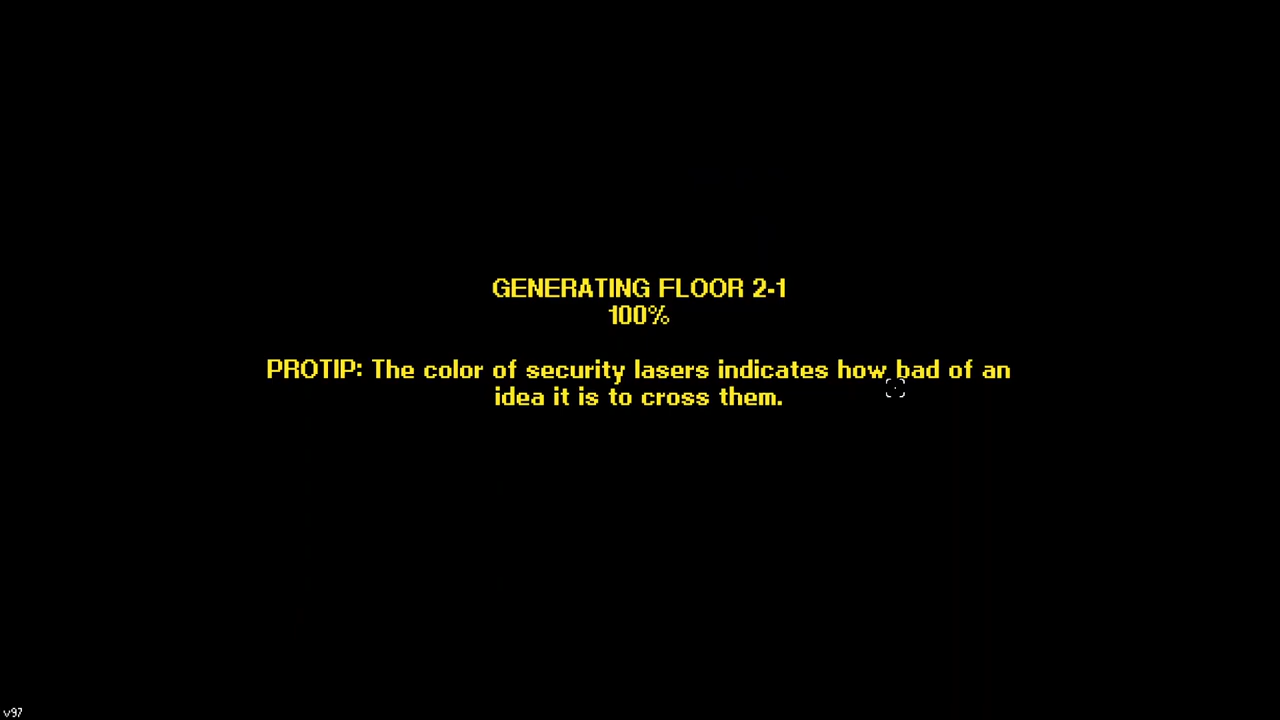 GENERATING FLOOR 2-1
100%
PROTIP: The color of security lasers indicates how bad of an
idea it is to cross them.
v97